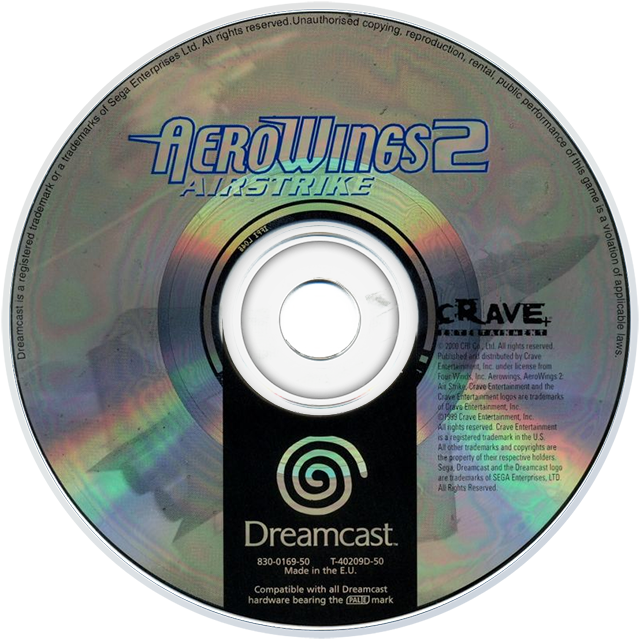 Dreamcast is a registered trademark or a trademarks of Sega Enterprises Ltd. All rights reserved.Unauthorised copying, reproduction, rental, public performance of this game is a violation of applicable laws.
AEROWINGS 2
AIRSTRIKE
CRAVE
ENTERTAINMENT
© 2000 CRI Co., Ltd. All rights reserved.
Published and distributed by Crave
Entertainment, Inc. under license from
Four Winds, Inc. Aerowings, AeroWings 2:
Air Strike, Crave Entertainment and the
Crave Entertainment logos are trademarks
of Crave Entertainment, Inc.
©1999 Crave Entertainment, Inc.
All rights reserved. Crave Entertainment
is a registered trademark in the U.S.
All other trademarks and copyrights are
the property of their respective holders.
Sega, Dreamcast and the Dreamcast logo
are trademarks of SEGA Enterprises, LTD.
All Rights Reserved.
Dreamcast™
830-0169-50 T-40209D-50
Made in the E.U.
Compatible with all Dreamcast
hardware bearing the PAL/E mark